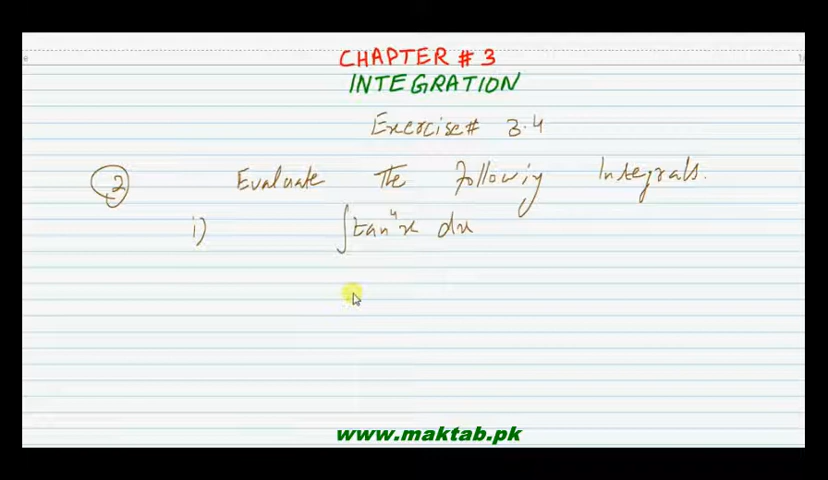 CHAPTER # 3
INTEGRATION
Exercise# 3.4
2 Evaluate The Following Integrals.
i) ∫tan⁴x dx
www.maktab.pk